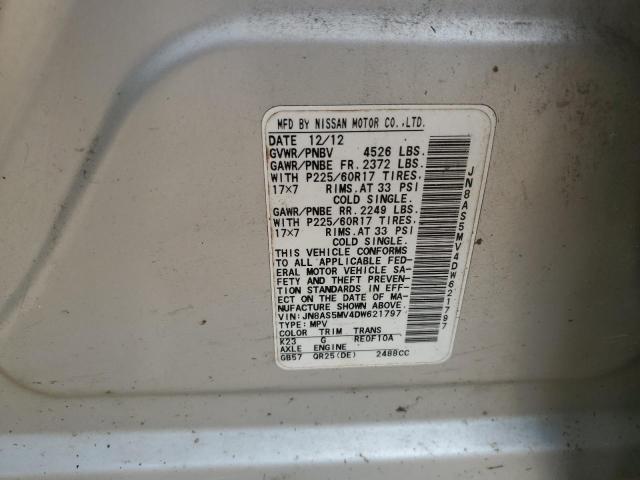 MFD BY NISSAN MOTOR CO.,LTD.
DATE 12/12
GVWR/PNBV 4526 LBS.
GAWR/PNBE FR. 2372 LBS.
WITH P225/60R17 TIRES.
17×7 RIMS.AT 33 PSI
COLD SINGLE.
GAWR/PNBE RR. 2249 LBS.
WITH P225/60R17 TIRES.
17×7 RIMS.AT 33 PSI
COLD SINGLE.
THIS VEHICLE CONFORMS
TO ALL APPLICABLE FED-
ERAL MOTOR VEHICLE SA-
FETY AND THEFT PREVEN-
TION STANDARDS IN EFF-
ECT ON THE DATE OF MA-
NUFACTURE SHOWN ABOVE.
VIN:JN8AS5MV4DW621797
TYPE:MPV
COLOR TRIM TRANS
K23 G RE0F10A
AXLE ENGINE
GB57 QR25(DE) 2488CC
JN8AS5MV4DW621797